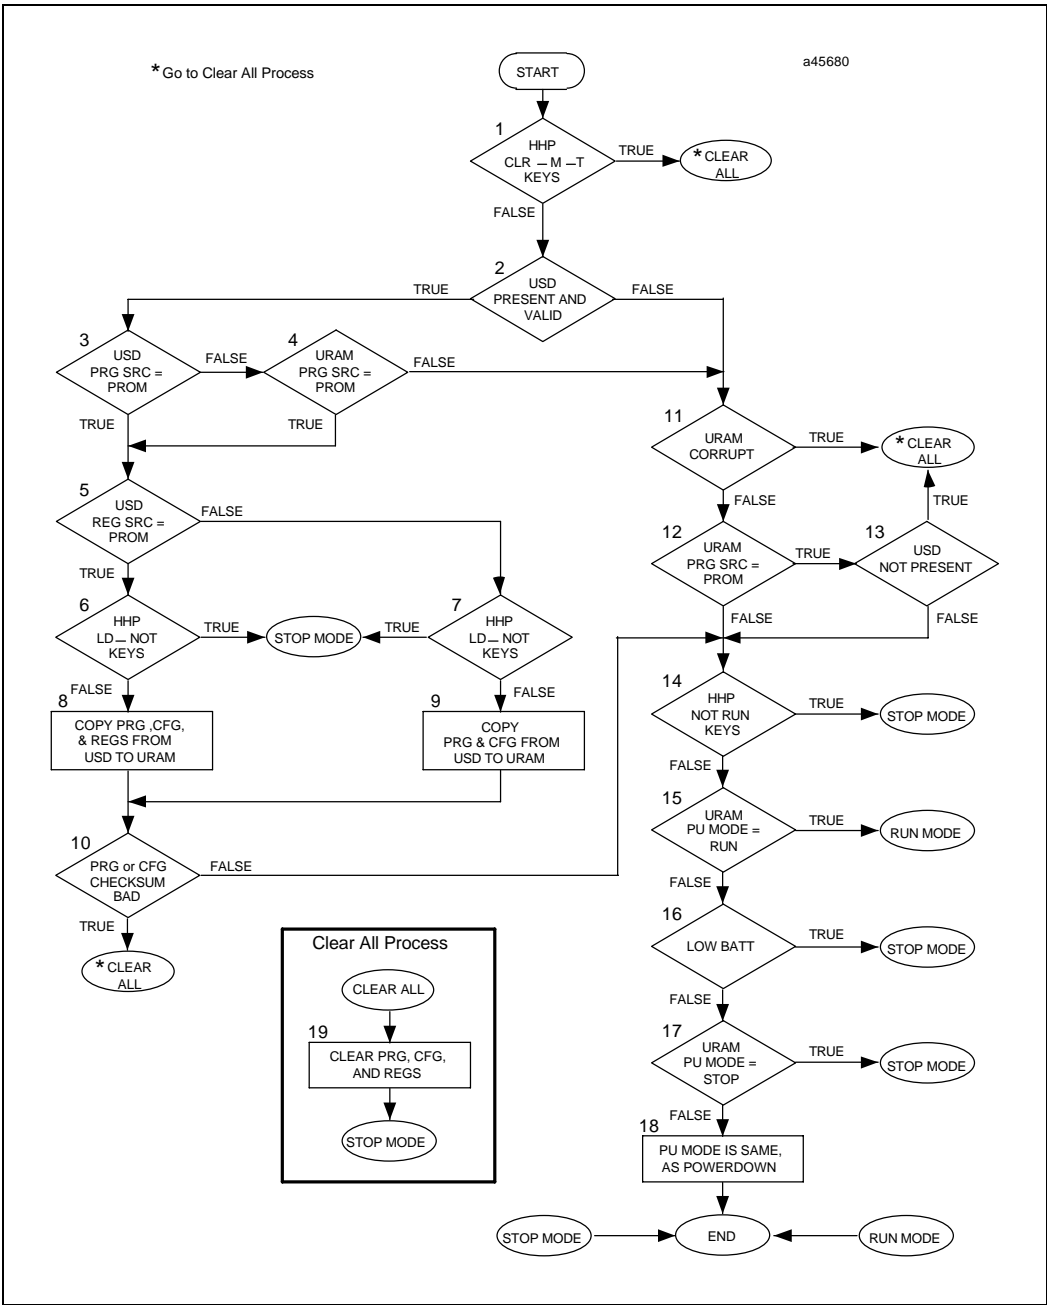 * Go to Clear All Process
START
a45680
1
HHP
CLR – M –T
KEYS
TRUE
* CLEAR
ALL
FALSE
2
USD
PRESENT AND
VALID
TRUE
FALSE
3
USD
PRG SRC =
PROM
FALSE
4
URAM
PRG SRC =
PROM
FALSE
TRUE
TRUE
11
URAM
CORRUPT
TRUE
* CLEAR
ALL
5
USD
REG SRC =
PROM
FALSE
FALSE
TRUE
12
URAM
PRG SRC =
PROM
TRUE
13
USD
NOT PRESENT
TRUE
6
HHP
LD – NOT
KEYS
TRUE
STOP MODE
TRUE
7
HHP
LD – NOT
KEYS
FALSE
FALSE
FALSE
8
COPY PRG ,CFG,
& REGS FROM
USD TO URAM
FALSE
9
COPY
PRG & CFG FROM
USD TO URAM
14
HHP
NOT RUN
KEYS
TRUE
STOP MODE
FALSE
15
URAM
PU MODE =
RUN
TRUE
RUN MODE
10
PRG or CFG
CHECKSUM
BAD
FALSE
FALSE
TRUE
* CLEAR
ALL
16
LOW BATT
TRUE
STOP MODE
FALSE
Clear All Process
CLEAR ALL
19
CLEAR PRG, CFG,
AND REGS
STOP MODE
17
URAM
PU MODE =
STOP
TRUE
STOP MODE
FALSE
18
PU MODE IS SAME,
AS POWERDOWN
STOP MODE
END
RUN MODE